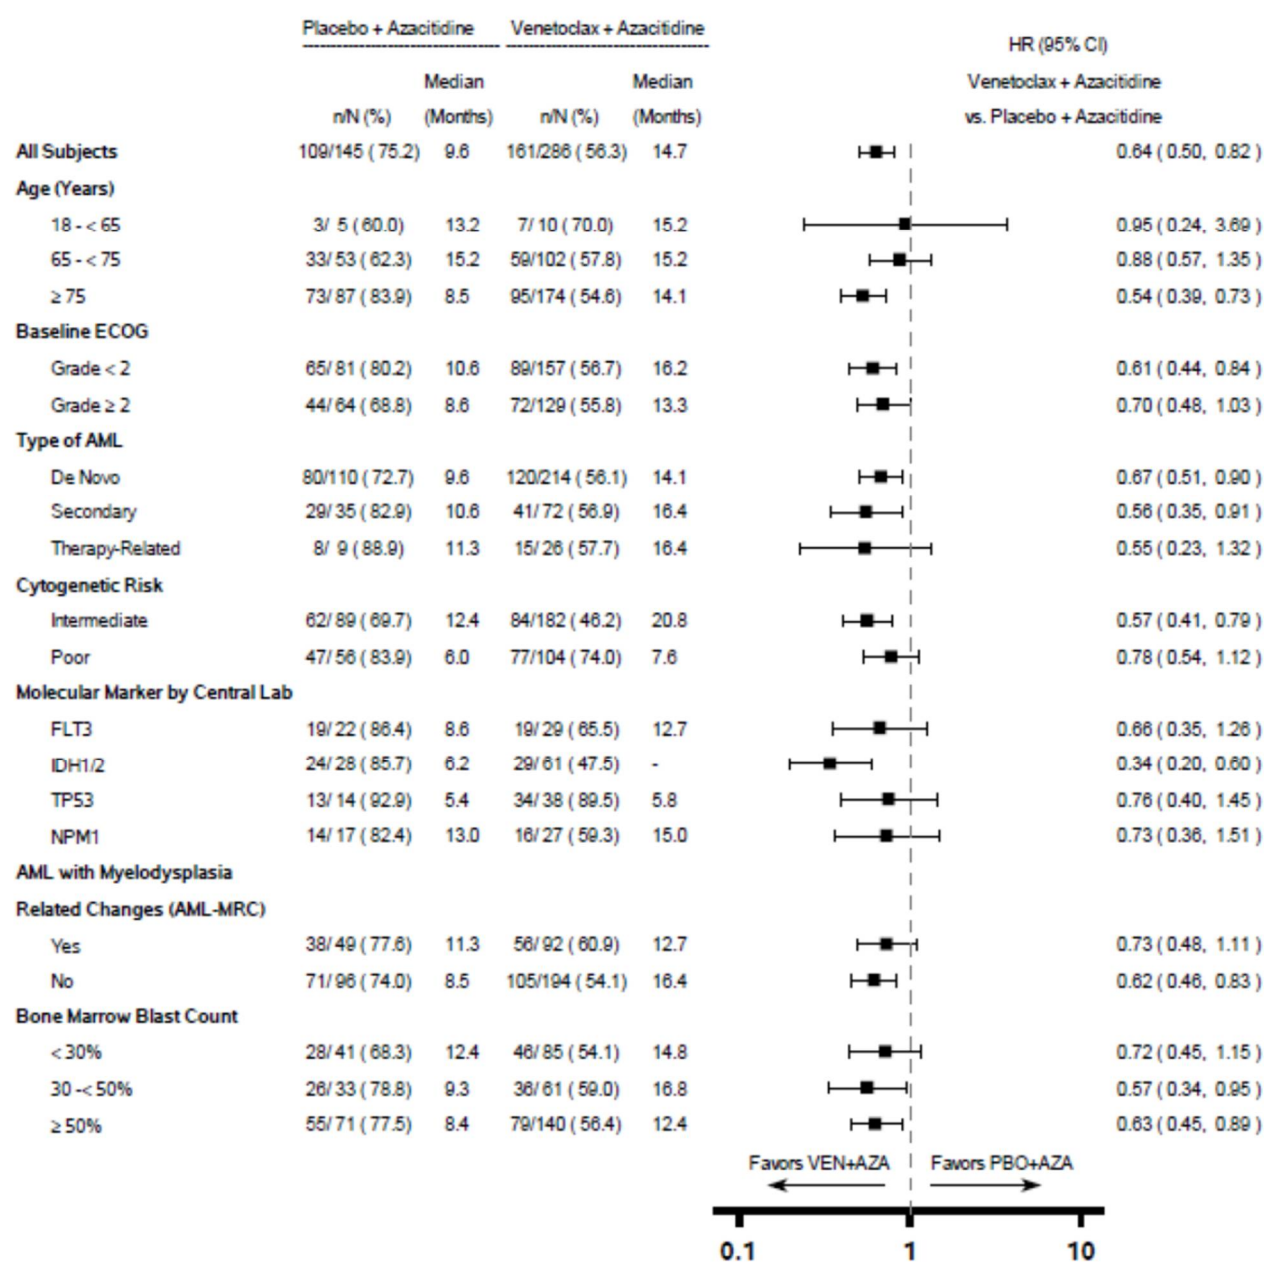 Placebo + Azacitidine Venetoclax + Azacitidine
HR (95% CI)
Median Median Venetoclax + Azacitidine
n/N (%) (Months) n/N (%) (Months) vs. Placebo + Azacitidine
All Subjects 109/145 ( 75.2) 9.6 161/286 ( 56.3) 14.7 0.64 ( 0.50, 0.82 )
Age (Years)
18 - < 65 3/ 5 ( 60.0) 13.2 7/ 10 ( 70.0) 15.2 0.95 ( 0.24, 3.69 )
65 - < 75 33/ 53 ( 62.3) 15.2 59/102 ( 57.8) 15.2 0.88 ( 0.57, 1.35 )
≥ 75 73/ 87 ( 83.9) 8.5 95/174 ( 54.6) 14.1 0.54 ( 0.39, 0.73 )
Baseline ECOG
Grade < 2 65/ 81 ( 80.2) 10.6 89/157 ( 56.7) 16.2 0.61 ( 0.44, 0.84 )
Grade ≥ 2 44/ 64 ( 68.8) 8.6 72/129 ( 55.8) 13.3 0.70 ( 0.48, 1.03 )
Type of AML
De Novo 80/110 ( 72.7) 9.6 120/214 ( 56.1) 14.1 0.67 ( 0.51, 0.90 )
Secondary 29/ 35 ( 82.9) 10.6 41/ 72 ( 56.9) 16.4 0.56 ( 0.35, 0.91 )
Therapy-Related 8/ 9 ( 88.9) 11.3 15/ 26 ( 57.7) 16.4 0.55 ( 0.23, 1.32 )
Cytogenetic Risk
Intermediate 62/ 89 ( 69.7) 12.4 84/182 ( 46.2) 20.8 0.57 ( 0.41, 0.79 )
Poor 47/ 56 ( 83.9) 6.0 77/104 ( 74.0) 7.6 0.78 ( 0.54, 1.12 )
Molecular Marker by Central Lab
FLT3 19/ 22 ( 86.4) 8.6 19/ 29 ( 65.5) 12.7 0.66 ( 0.35, 1.26 )
IDH1/2 24/ 28 ( 85.7) 6.2 29/ 61 ( 47.5) - 0.34 ( 0.20, 0.60 )
TP53 13/ 14 ( 92.9) 5.4 34/ 38 ( 89.5) 5.8 0.76 ( 0.40, 1.45 )
NPM1 14/ 17 ( 82.4) 13.0 16/ 27 ( 59.3) 15.0 0.73 ( 0.36, 1.51 )
AML with Myelodysplasia
Related Changes (AML-MRC)
Yes 38/ 49 ( 77.6) 11.3 56/ 92 ( 60.9) 12.7 0.73 ( 0.48, 1.11 )
No 71/ 96 ( 74.0) 8.5 105/194 ( 54.1) 16.4 0.62 ( 0.46, 0.83 )
Bone Marrow Blast Count
< 30% 28/ 41 ( 68.3) 12.4 46/ 85 ( 54.1) 14.8 0.72 ( 0.45, 1.15 )
30 -< 50% 26/ 33 ( 78.8) 9.3 36/ 61 ( 59.0) 16.8 0.57 ( 0.34, 0.95 )
≥ 50% 55/ 71 ( 77.5) 8.4 79/140 ( 56.4) 12.4 0.63 ( 0.45, 0.89 )
Favors VEN+AZA Favors PBO+AZA
0.1 1 10